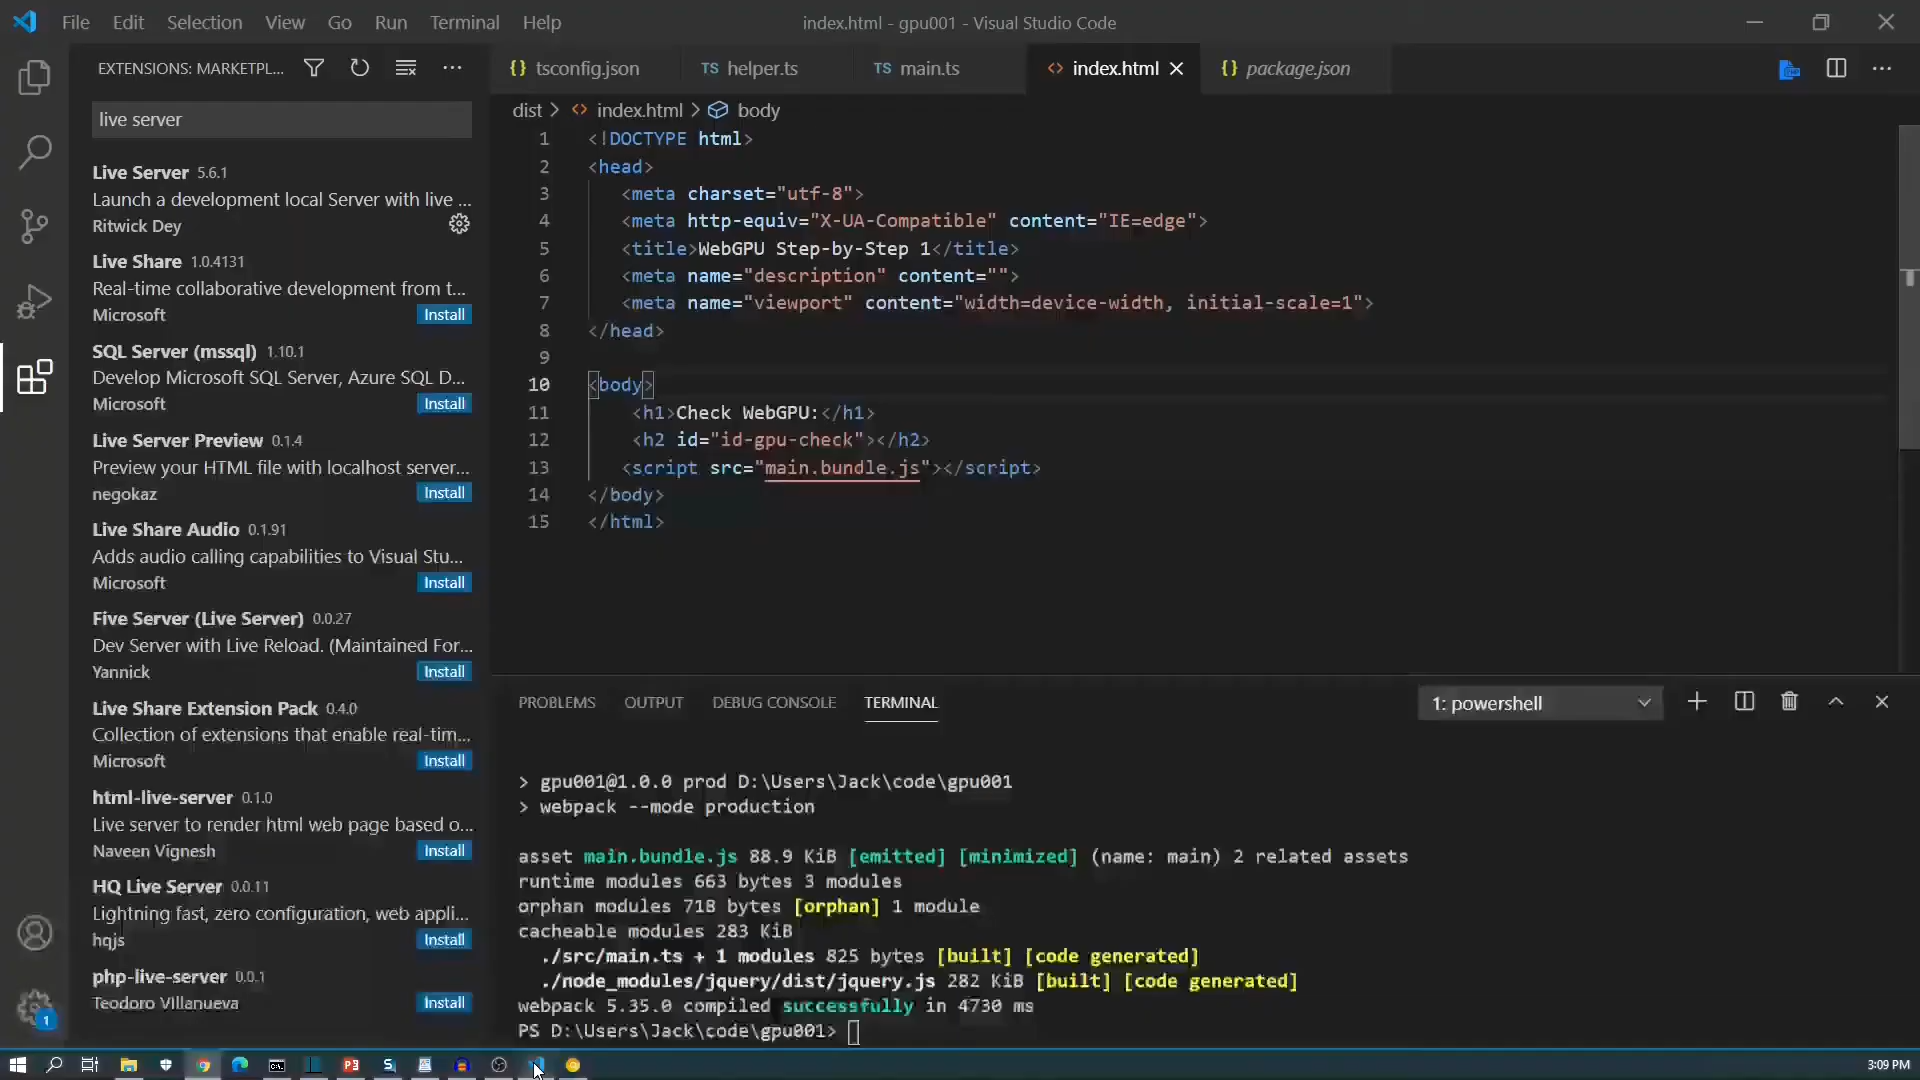 File Edit Selection View Go Run Terminal Help
index.html - gpu001 - Visual Studio Code
EXTENSIONS: MARKETPL...
live server
Live Server 5.6.1
Launch a development local Server with live ...
Ritwick Dey
Live Share 1.0.4131
Real-time collaborative development from t...
Microsoft Install
SQL Server (mssql) 1.10.1
Develop Microsoft SQL Server, Azure SQL D...
Microsoft Install
Live Server Preview 0.1.4
Preview your HTML file with localhost server...
negokaz Install
Live Share Audio 0.1.91
Adds audio calling capabilities to Visual Stu...
Microsoft Install
Five Server (Live Server) 0.0.27
Dev Server with Live Reload. (Maintained For...
Yannick Install
Live Share Extension Pack 0.4.0
Collection of extensions that enable real-tim...
Microsoft Install
html-live-server 0.1.0
Live server to render html web page based o...
Naveen Vignesh Install
HQ Live Server 0.0.11
Lightning fast, zero configuration, web appli...
hqjs Install
php-live-server 0.0.1
Teodoro VIllanueva Install
1
{} tsconfig.json TS helper.ts TS main.ts <> index.html {} package.json
dist > <> index.html > body
1 <!DOCTYPE html>
2 <head>
3 <meta charset="utf-8">
4 <meta http-equiv="X-UA-Compatible" content="IE=edge">
5 <title>WebGPU Step-by-Step 1</title>
6 <meta name="description" content="">
7 <meta name="viewport" content="width=device-width, initial-scale=1">
8 </head>
9
10 <body>
11 <h1>Check WebGPU:</h1>
12 <h2 id="id-gpu-check"></h2>
13 <script src="main.bundle.js"></script>
14 </body>
15 </html>
PROBLEMS OUTPUT DEBUG CONSOLE TERMINAL
1: powershell
> gpu001@1.0.0 prod D:\Users\Jack\code\gpu001
> webpack --mode production
asset main.bundle.js 88.9 KiB [emitted] [minimized] (name: main) 2 related assets
runtime modules 663 bytes 3 modules
orphan modules 718 bytes [orphan] 1 module
cacheable modules 283 KiB
./src/main.ts + 1 modules 825 bytes [built] [code generated]
./node_modules/jquery/dist/jquery.js 282 KiB [built] [code generated]
webpack 5.35.0 compiled successfully in 4730 ms
PS D:\Users\Jack\code\gpu001>
3:09 PM